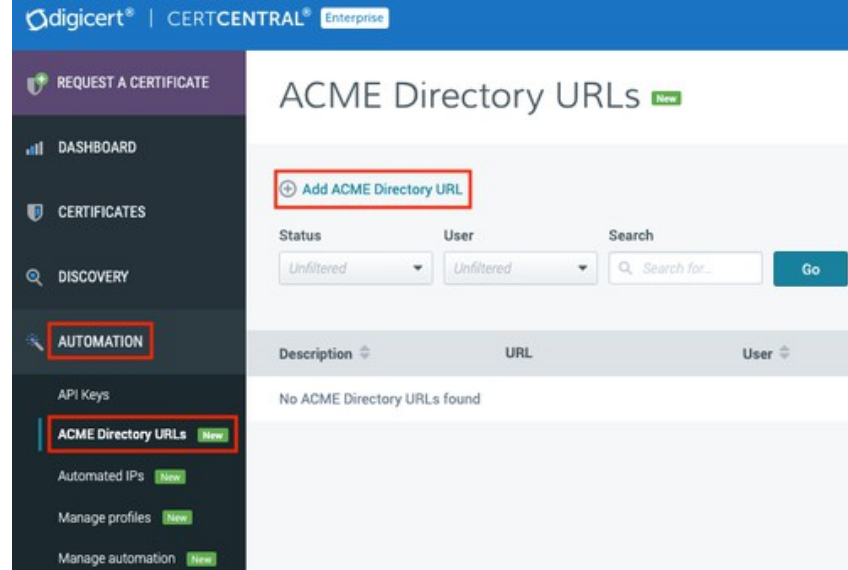 digicert® | CERTCENTRAL® Enterprise
REQUEST A CERTIFICATE
DASHBOARD
CERTIFICATES
DISCOVERY
AUTOMATION
API Keys
ACME Directory URLs New
Automated IPs New
Manage profiles New
Manage automation New
ACME Directory URLs New
Add ACME Directory URL
Status User Search
Unfiltered Unfiltered Search for... Go
Description URL User
No ACME Directory URLs found